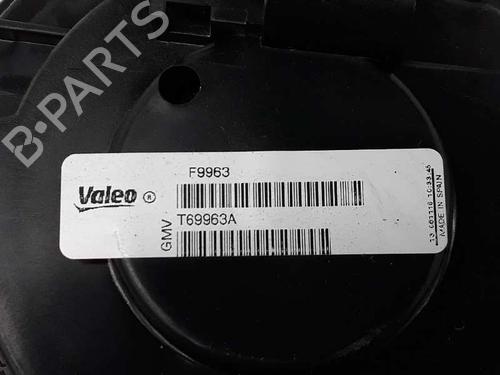 B-PARTS
F9963
Valeo ®
GMV T69963A
MADE IN SPAIN